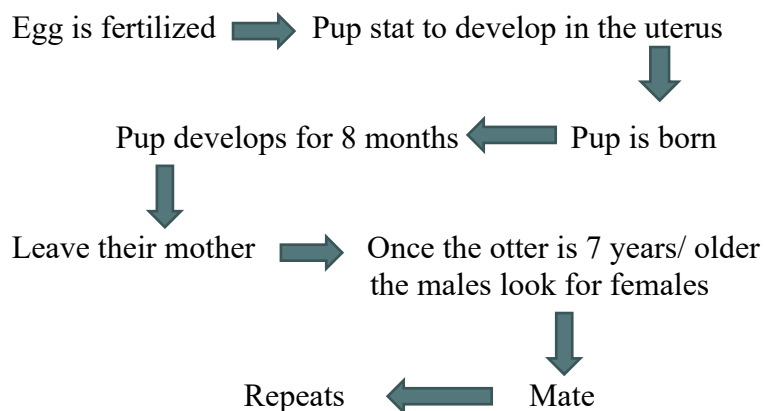 Egg is fertilized
Pup stat to develop in the uterus
Pup is born
Pup develops for 8 months
Leave their mother
Once the otter is 7 years/ older
the males look for females
Mate
Repeats